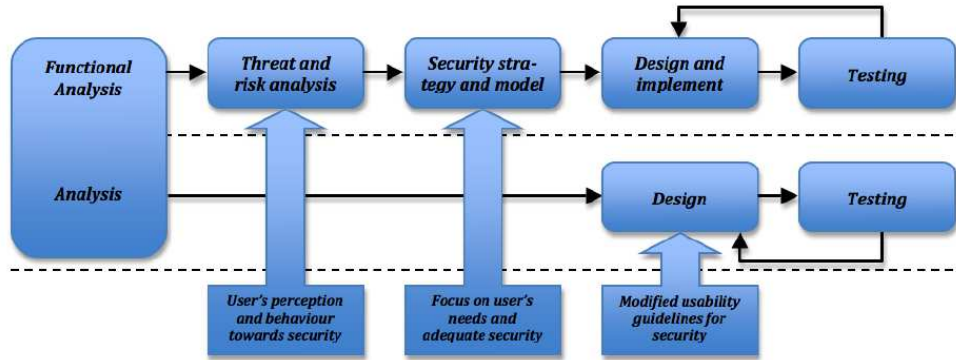 Functional
Analysis
Threat and
risk analysis
Security stra-
tegy and model
Design and
implement
Testing
Analysis
Design
Testing
User's perception
and behaviour
towards security
Focus on user's
needs and
adequate security
Modified usability
guidelines for
security